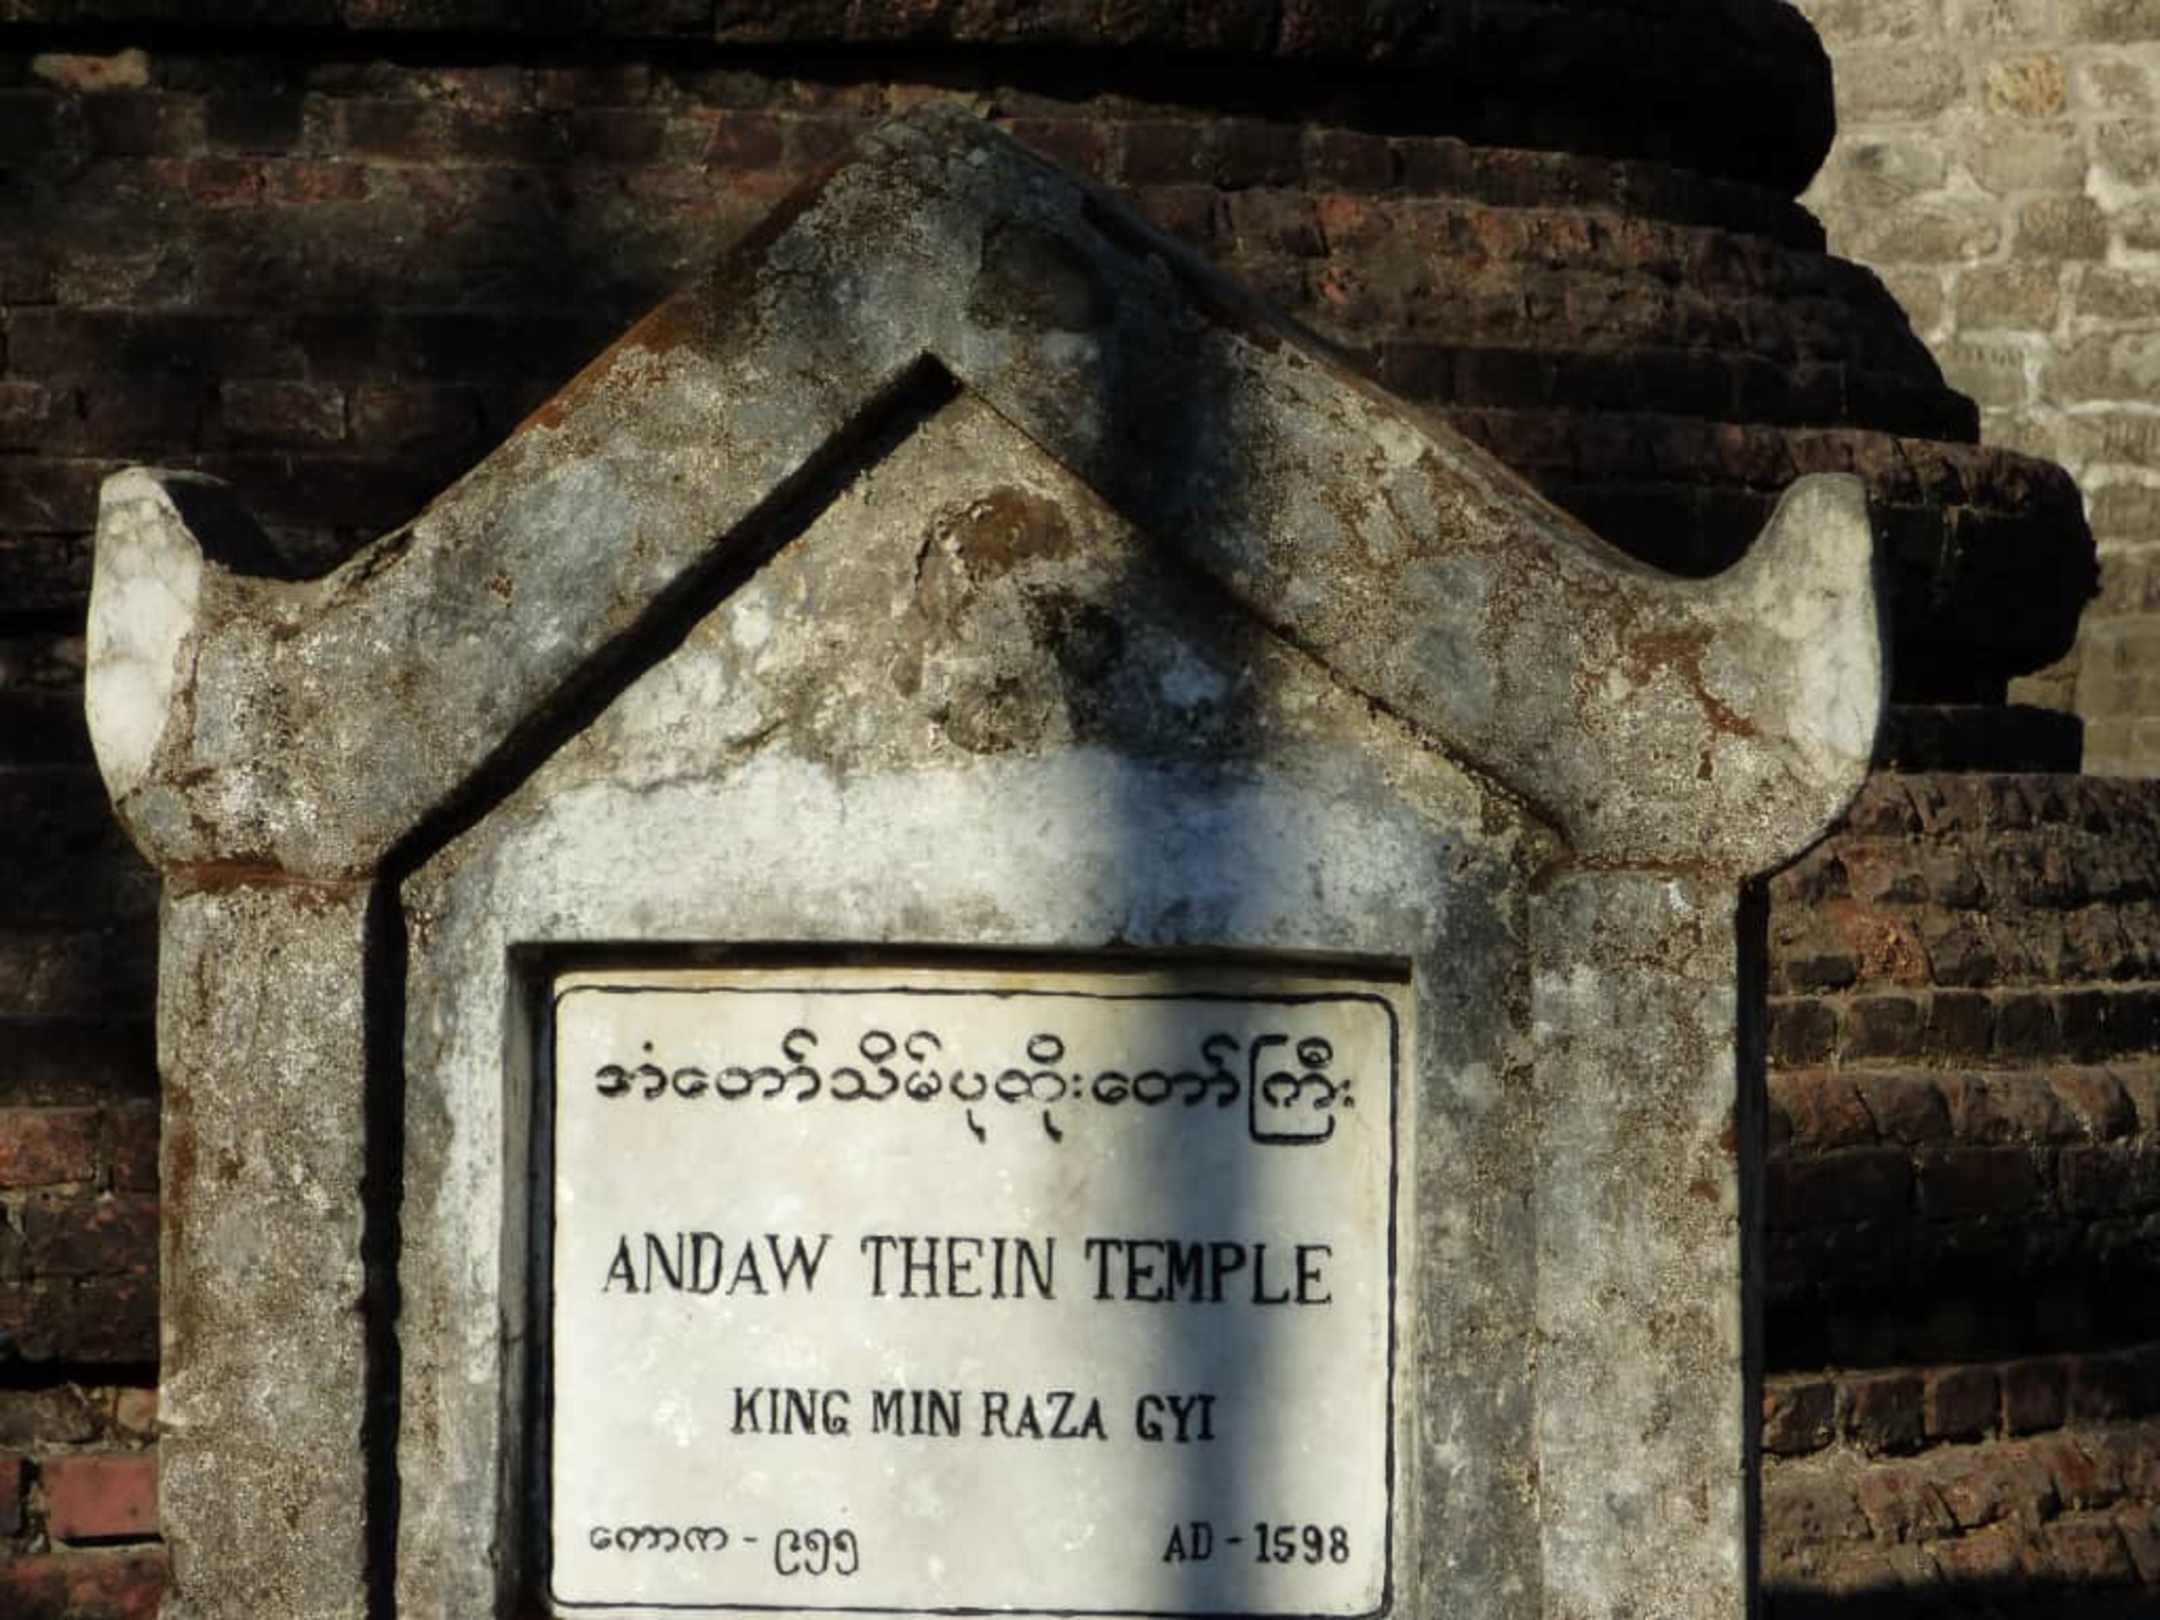 အံတော်သိမ်ပုထိုးတော်ကြီး
ANDAW THEIN TEMPLE
KING MIN RAZA GYI
ကောဇာ - ၉၅၅ AD - 1598